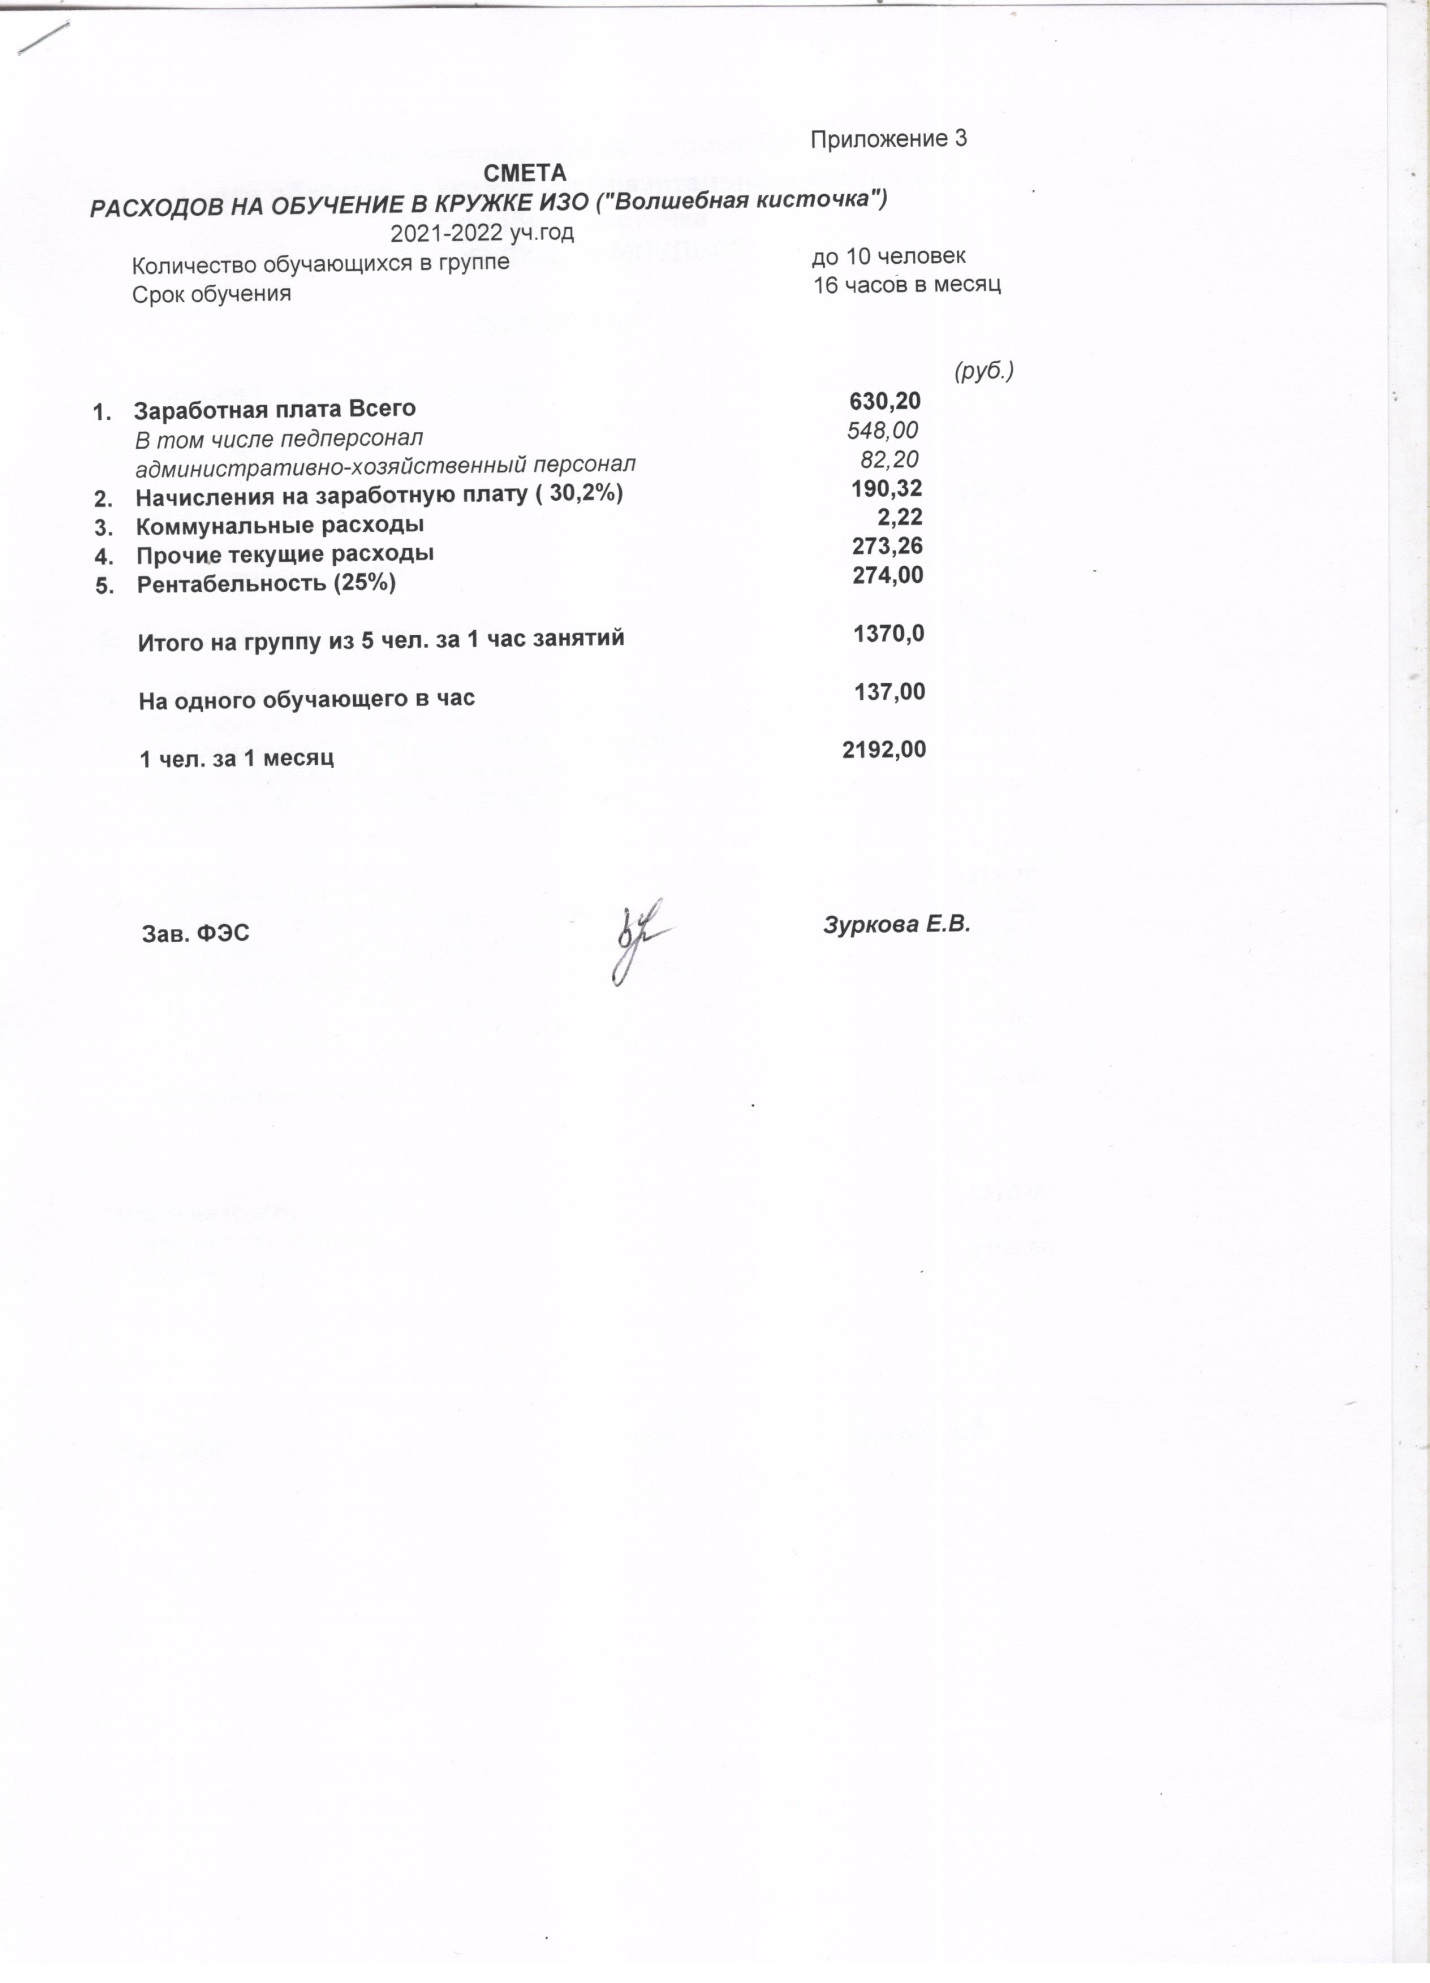 Приложение 3
СМЕТА
РАСХОДОВ НА ОБУЧЕНИЕ В КРУЖКЕ ИЗО ("Волшебная кисточка")
2021-2022 уч.год
Количество обучающихся в группе до 10 человек
Срок обучения 16 часов в месяц
(руб.)
1. Заработная плата Всего 630,20
В том числе педперсонал 548,00
административно-хозяйственный персонал 82,20
2. Начисления на заработную плату ( 30,2%) 190,32
3. Коммунальные расходы 2,22
4. Прочие текущие расходы 273,26
5. Рентабельность (25%) 274,00
Итого на группу из 5 чел. за 1 час занятий 1370,0
На одного обучающего в час 137,00
1 чел. за 1 месяц 2192,00
Зав. ФЭС Зуркова Е.В.